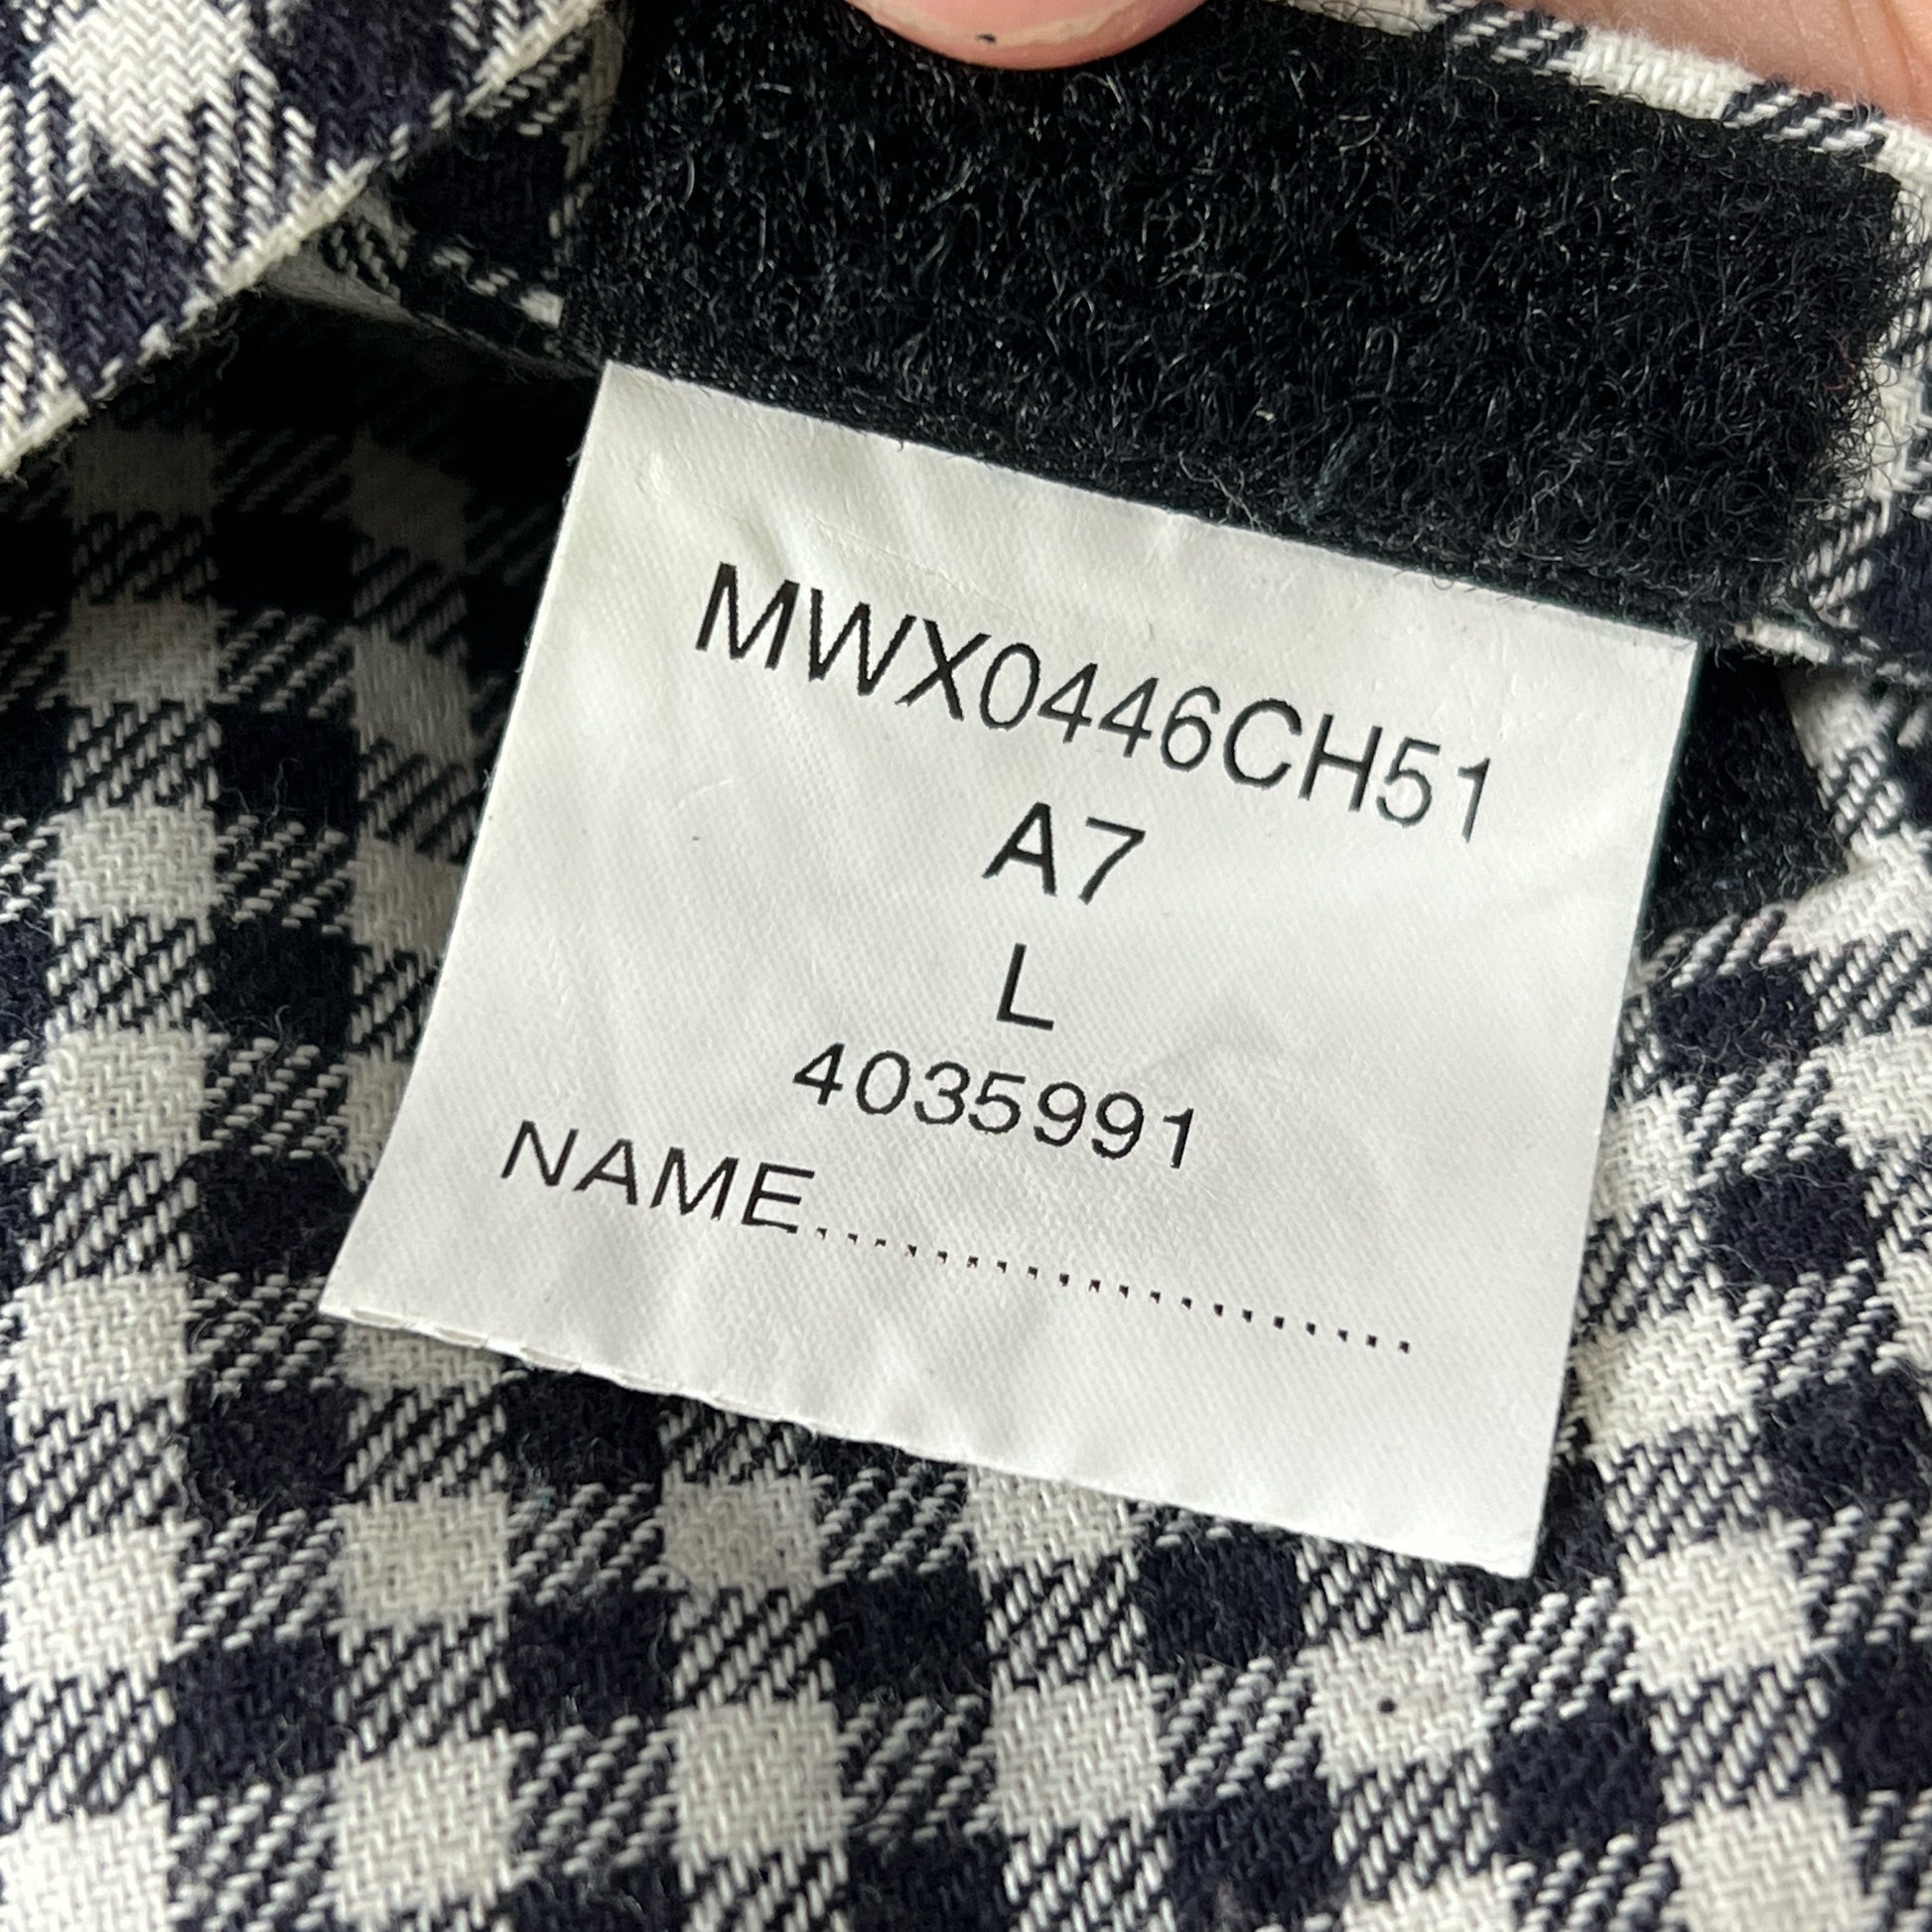 MWX0446CH51
A7
L
4035991
NAME.....................